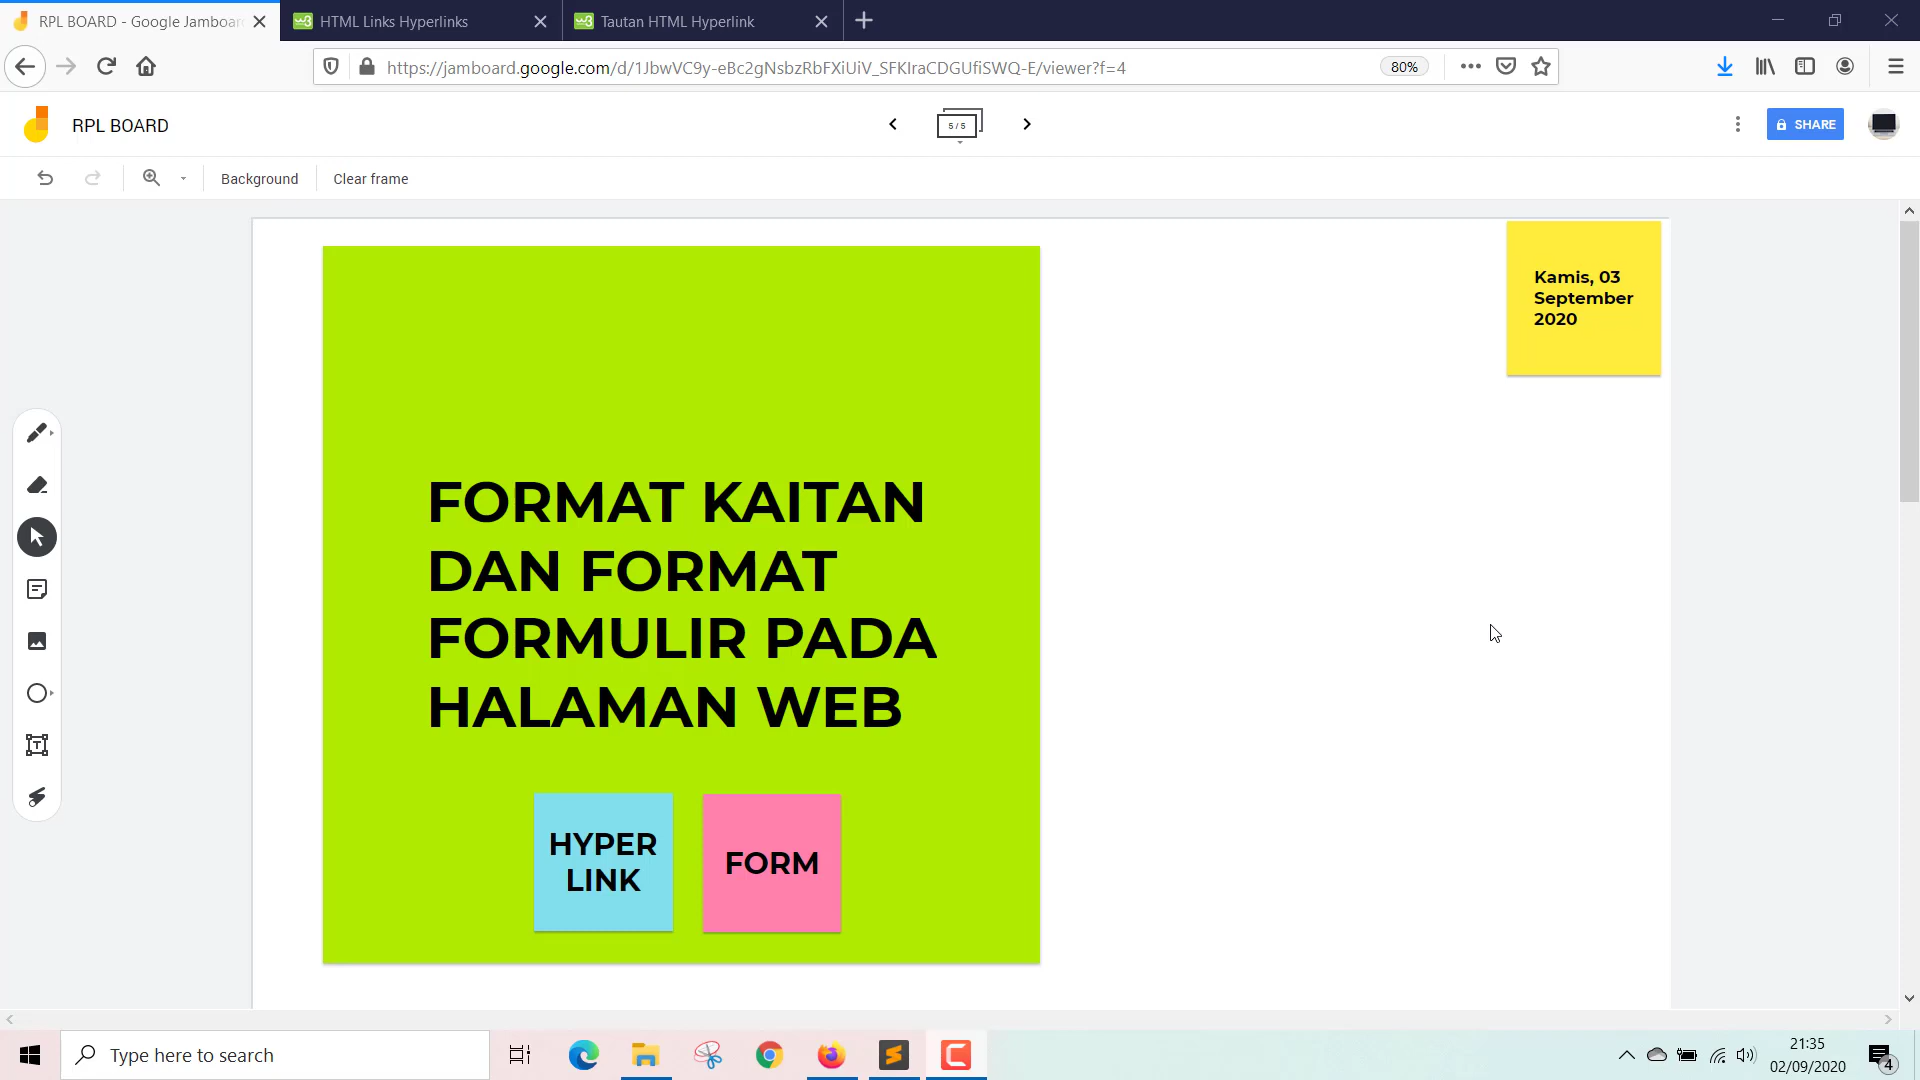 RPL BOARD - Google Jamboar
HTML Links Hyperlinks
Tautan HTML Hyperlink
https://jamboard.google.com/d/1JbwVC9y-eBc2gNsbzRbFXiUiV_SFKIraCDGUfiSWQ-E/viewer?f=4
80%
RPL BOARD
5 / 5
SHARE
Background
Clear frame
Kamis, 03
September
2020
FORMAT KAITAN
DAN FORMAT
FORMULIR PADA
HALAMAN WEB
HYPER
LINK
FORM
Type here to search
21:35
02/09/2020
4